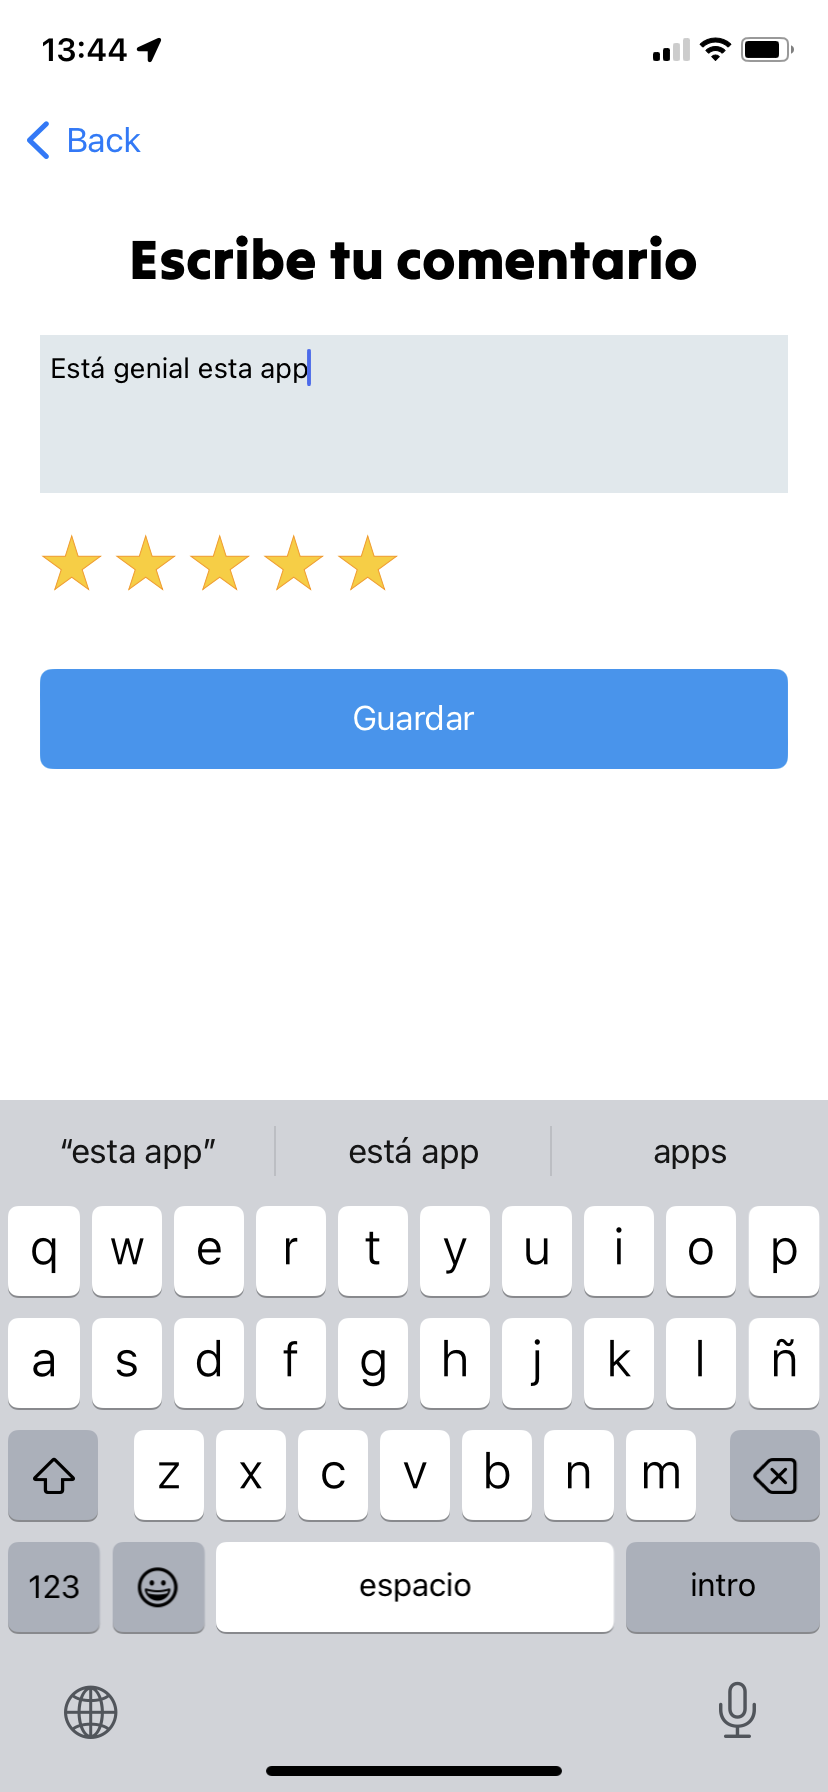 13:44
Back
Escribe tu comentario
Está genial esta app
Guardar
“esta app” está app apps
q w e r t y u i o p
a s d f g h j k l ñ
z x c v b n m
123 espacio intro